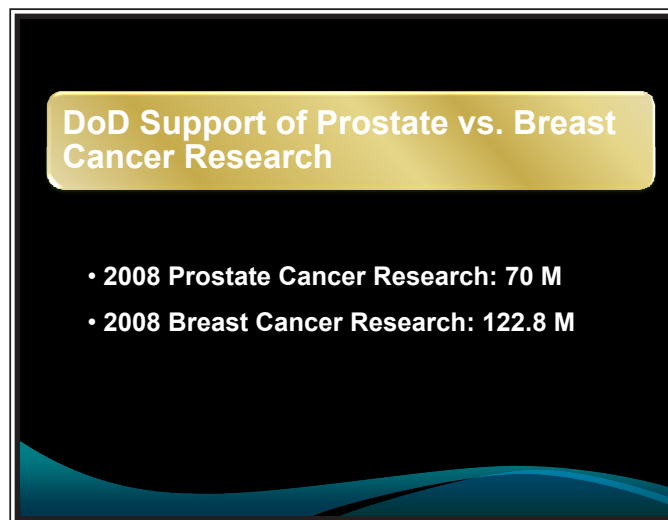 DoD Support of Prostate vs. Breast
Cancer Research
• 2008 Prostate Cancer Research: 70 M
• 2008 Breast Cancer Research: 122.8 M